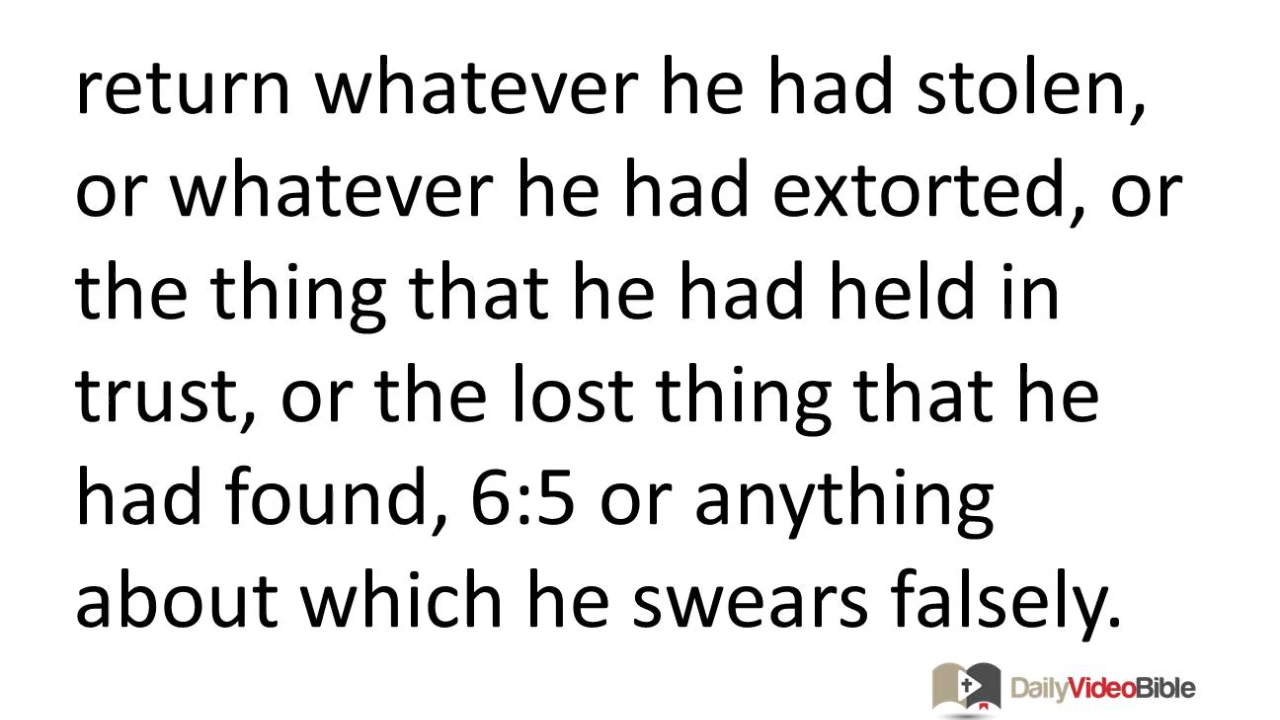 return whatever he had stolen,
or whatever he had extorted, or
the thing that he had held in
trust, or the lost thing that he
had found, 6:5 or anything
about which he swears falsely.
DailyVideoBible